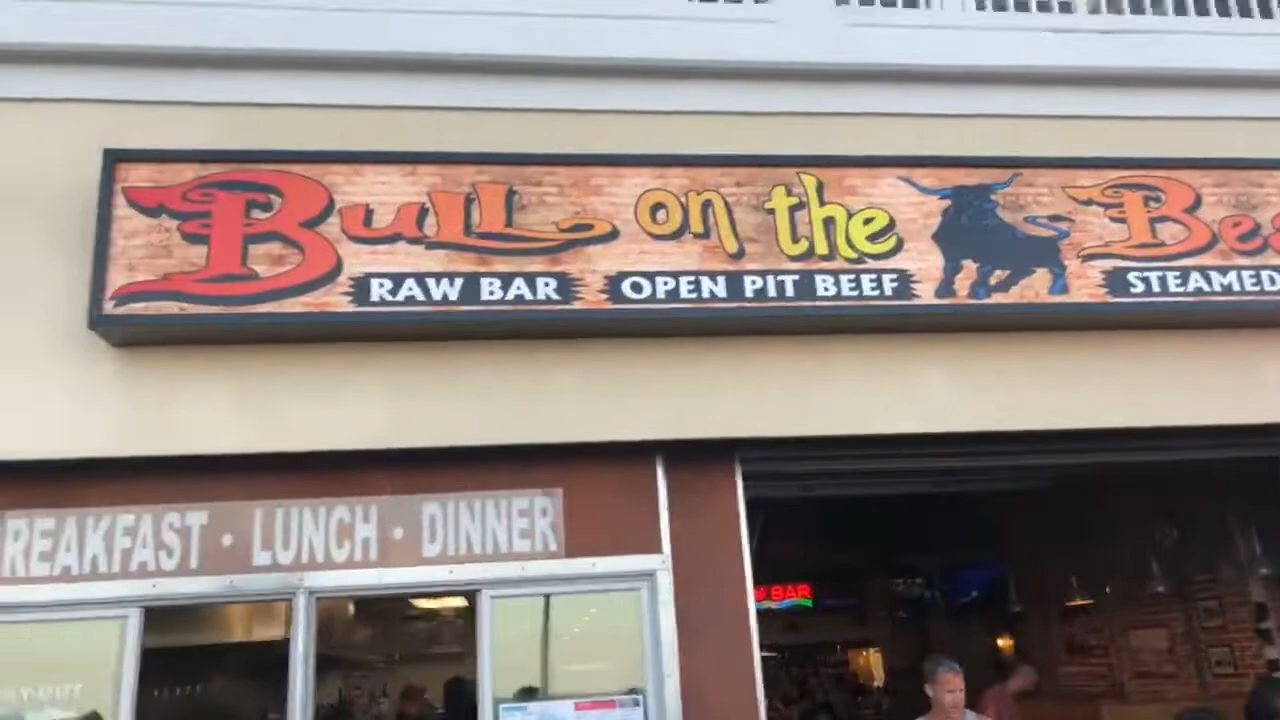 Bull on the
RAW BAR OPEN PIT BEEF STEAMED
REAKFAST · LUNCH · DINNER
BAR